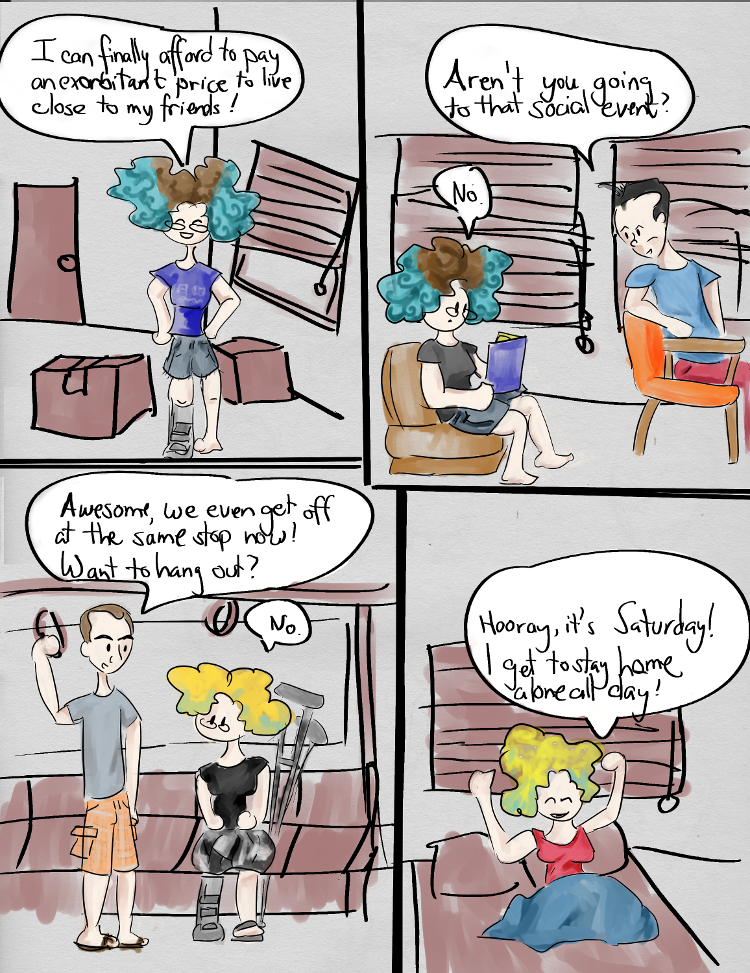 I can finally afford to pay
an exorbitant price to live
close to my friends!
Aren't you going
to that social event?
No.
Awesome, we even get off
at the same stop now!
Want to hang out?
No.
Hooray, it's Saturday!
I get to stay home
alone all day!